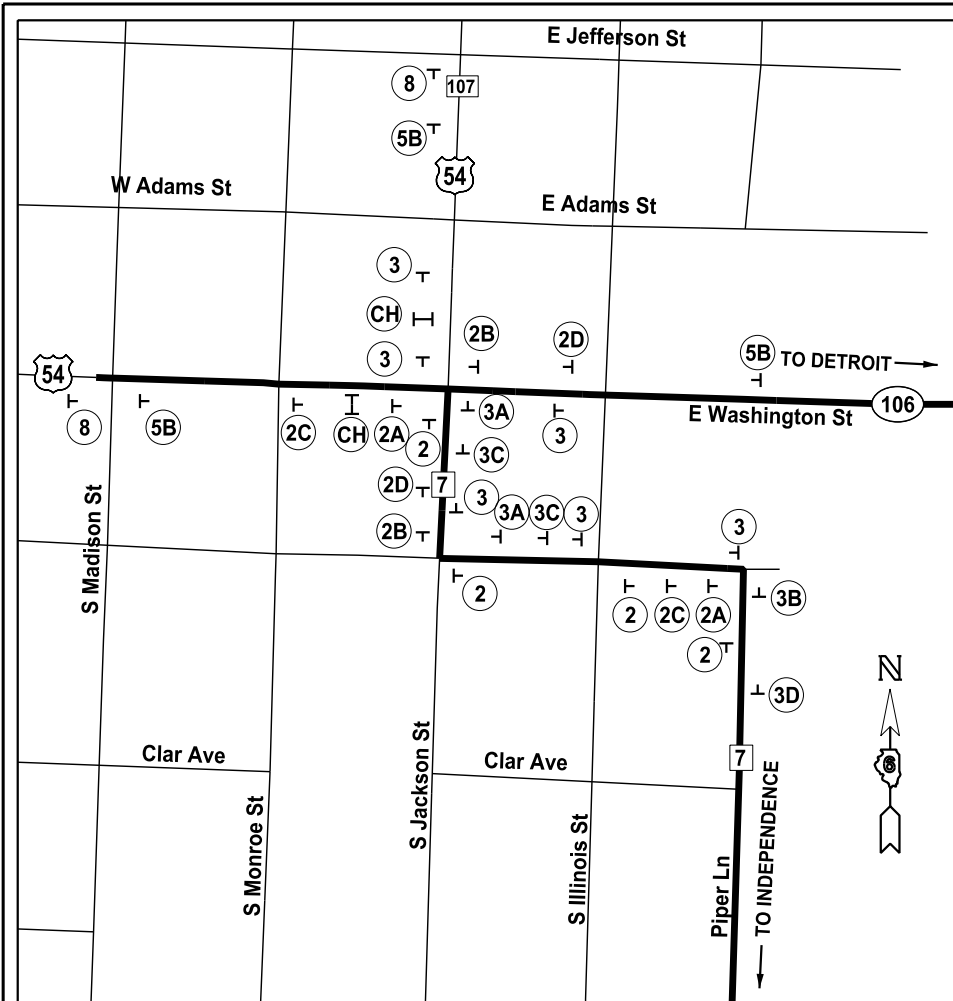 E Jefferson St
8
107
5B
54
W Adams St
E Adams St
3
CH
2B
2D
3
5B
TO DETROIT
54
106
3A
E Washington St
8
5B
2C
CH
2A
2
3
3C
2D
7
3
3A
3C
3
2B
3
S Madison St
2
2
2C
2A
3B
2
N
3D
Clar Ave
Clar Ave
7
6
S Jackson St
S Monroe St
S Illinois St
Piper Ln
TO INDEPENDENCE